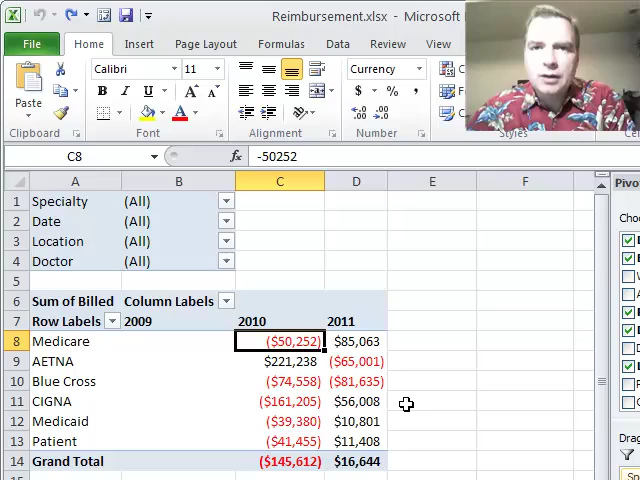 Reimbursement.xlsx - Microsoft
File Home Insert Page Layout Formulas Data Review View
Paste
Calibri 11
B I U
A A
A
Currency
$ % ,
Clipboard Font Alignment Number
C8 fx -50252
A B C D E F
1 Specialty (All)
2 Date (All)
3 Location (All)
4 Doctor (All)
5
6 Sum of Billed Column Labels
7 Row Labels 2009 2010 2011
8 Medicare ($50,252) $85,063
9 AETNA $221,238 ($65,001)
10 Blue Cross ($74,558) ($81,635)
11 CIGNA ($161,205) $56,008
12 Medicaid ($39,380) $10,801
13 Patient ($41,455) $11,408
14 Grand Total ($145,612) $16,644
Pivo
Choo
Drag